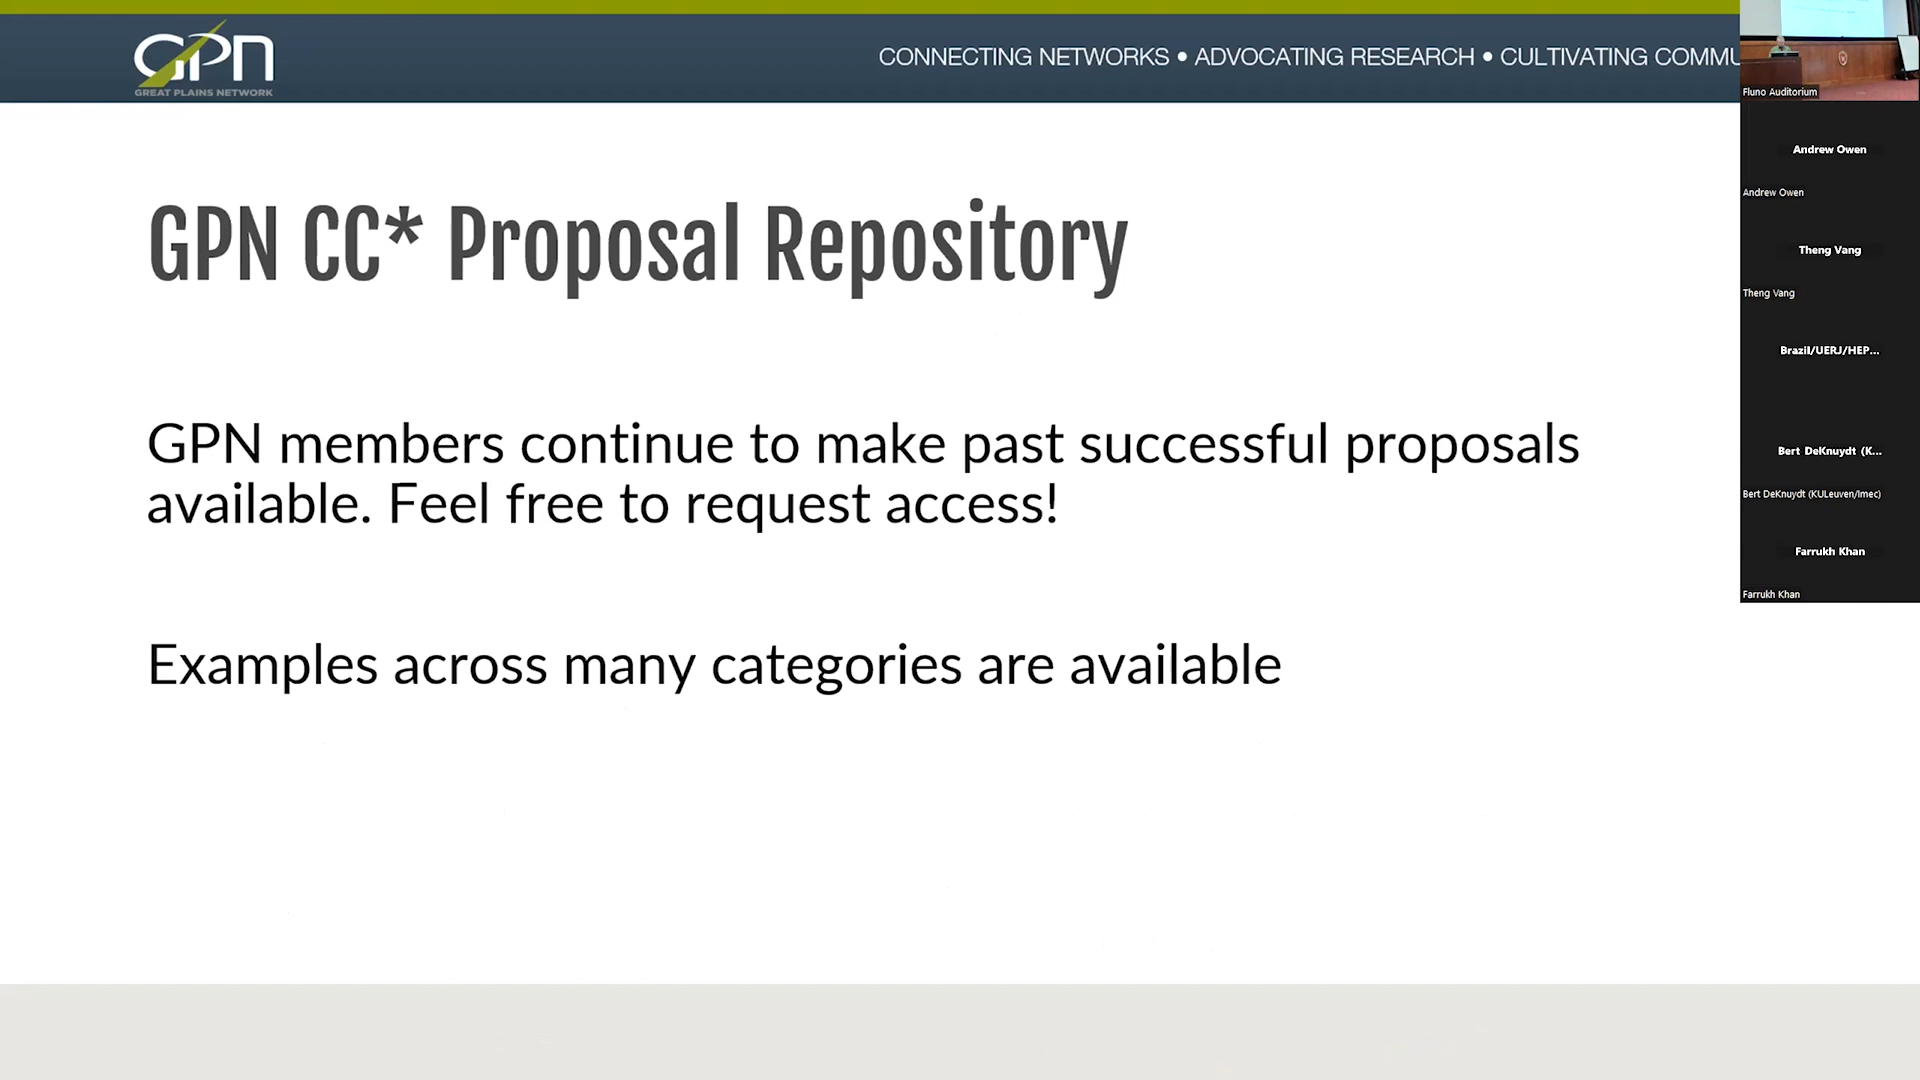 GPN
GREAT PLAINS NETWORK
CONNECTING NETWORKS • ADVOCATING RESEARCH • CULTIVATING COMMU
GPN CC* Proposal Repository
GPN members continue to make past successful proposals
available. Feel free to request access!
Examples across many categories are available
Fluno Auditorium
Andrew Owen
Andrew Owen
Theng Vang
Theng Vang
Brazil/UERJ/HEP...
Bert DeKnuydt (K...
Bert DeKnuydt (KULeuven/Imec)
Farrukh Khan
Farrukh Khan